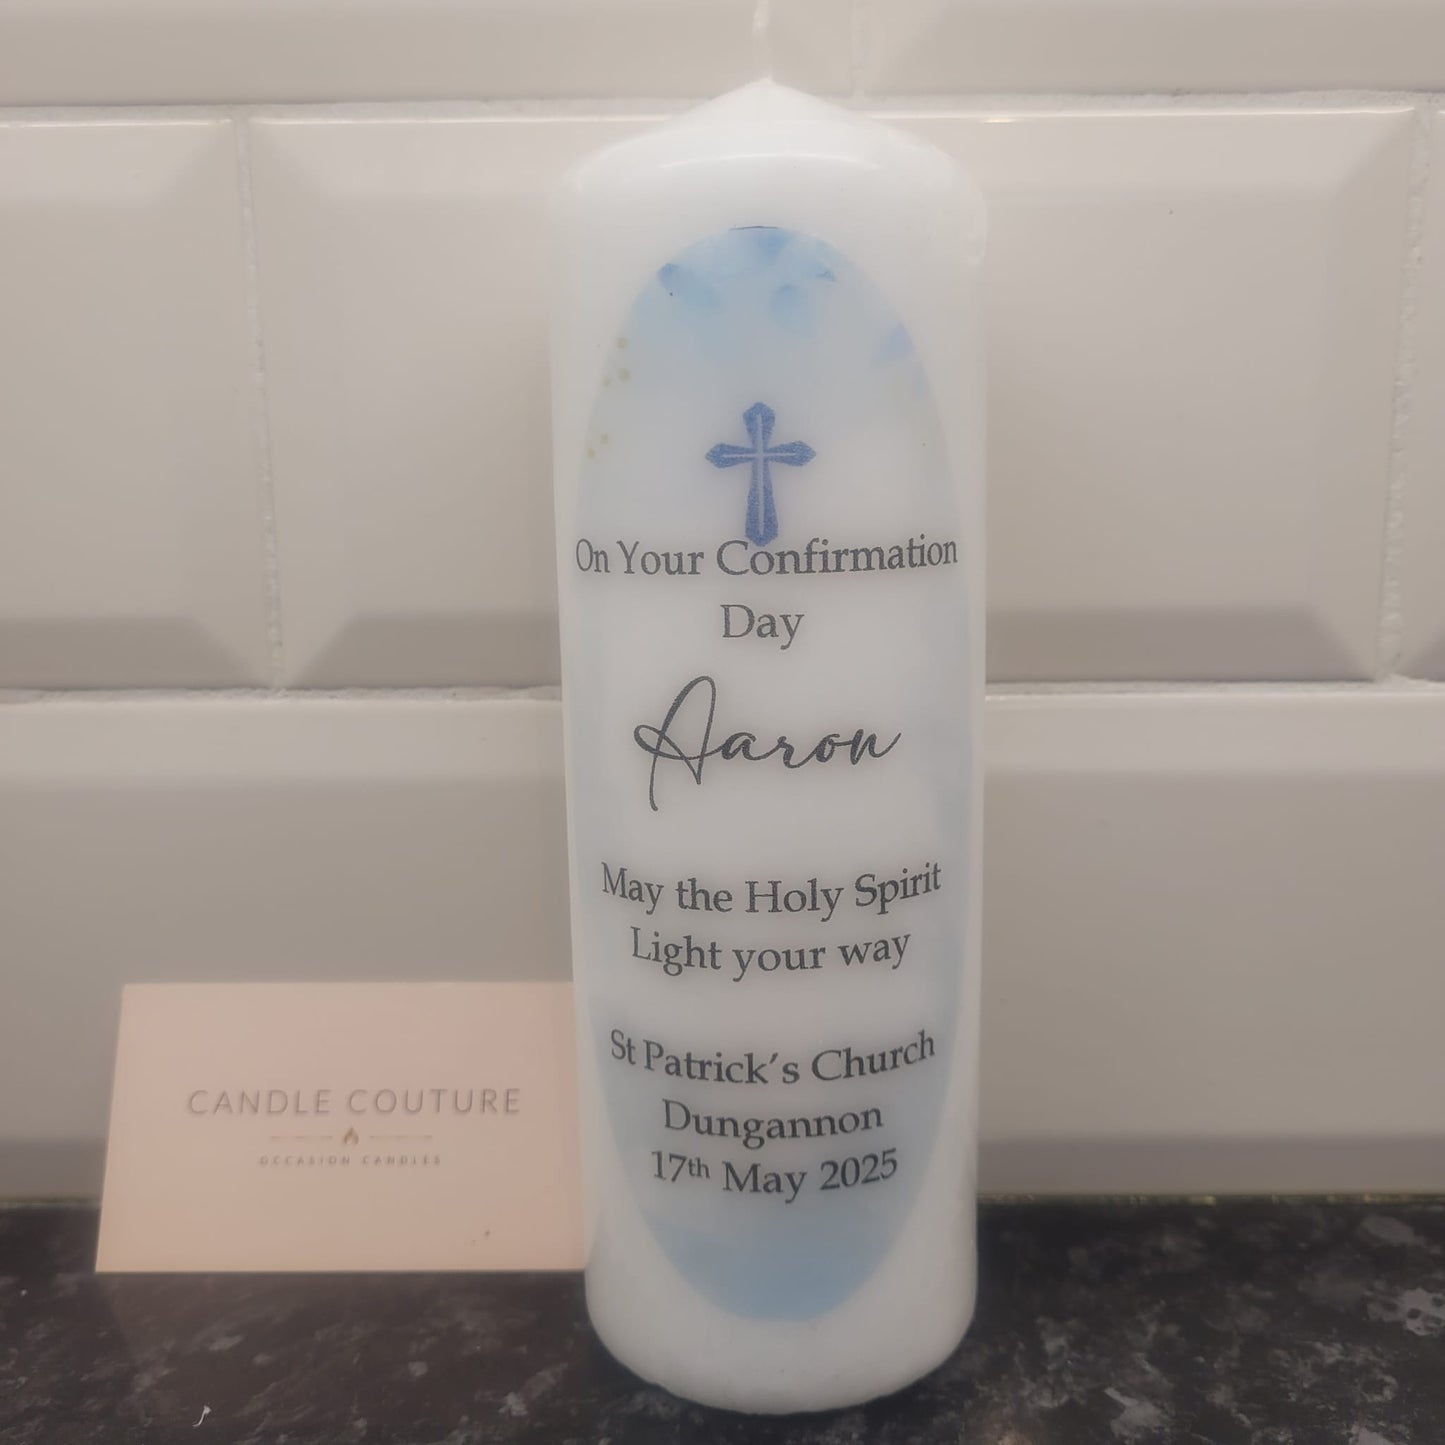 On Your Confirmation
Day
Aaron
May the Holy Spirit
Light your way
St Patrick's Church
Dungannon
17th May 2025
CANDLE COUTURE
OCCASION CANDLES